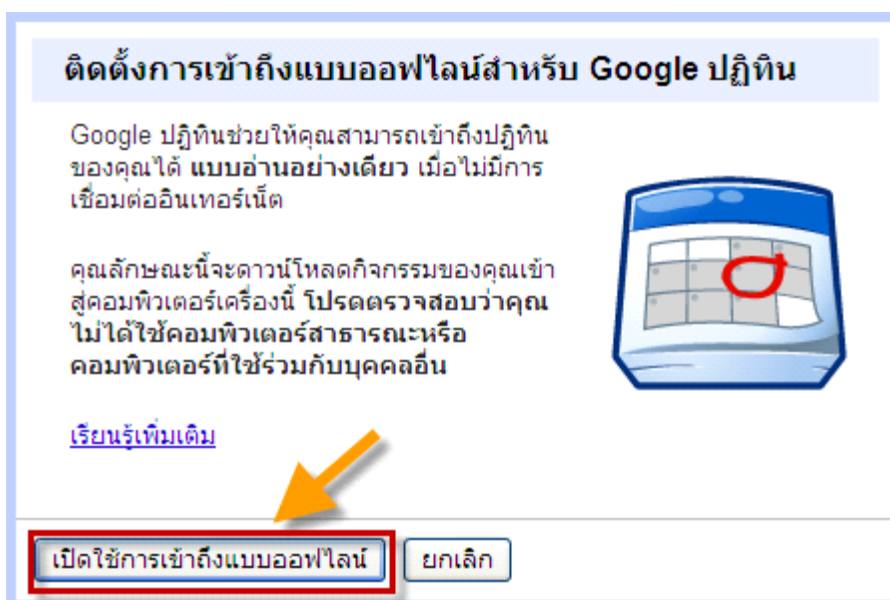 ติดตั้งการเข้าถึงแบบออฟไลน์สำหรับ Google ปฏิทิน
Google ปฏิทินช่วยให้คุณสามารถเข้าถึงปฏิทิน
ของคุณได้ แบบอ่านอย่างเดียว เมื่อไม่มีการ
เชื่อมต่ออินเทอร์เน็ต
คุณลักษณะนี้จะดาวน์โหลดกิจกรรมของคุณเข้า
สู่คอมพิวเตอร์เครื่องนี้ โปรดตรวจสอบว่าคุณ
ไม่ได้ใช้คอมพิวเตอร์สาธารณะหรือ
คอมพิวเตอร์ที่ใช้ร่วมกับบุคคลอื่น
เรียนรู้เพิ่มเติม
เปิดใช้การเข้าถึงแบบออฟไลน์ ยกเลิก